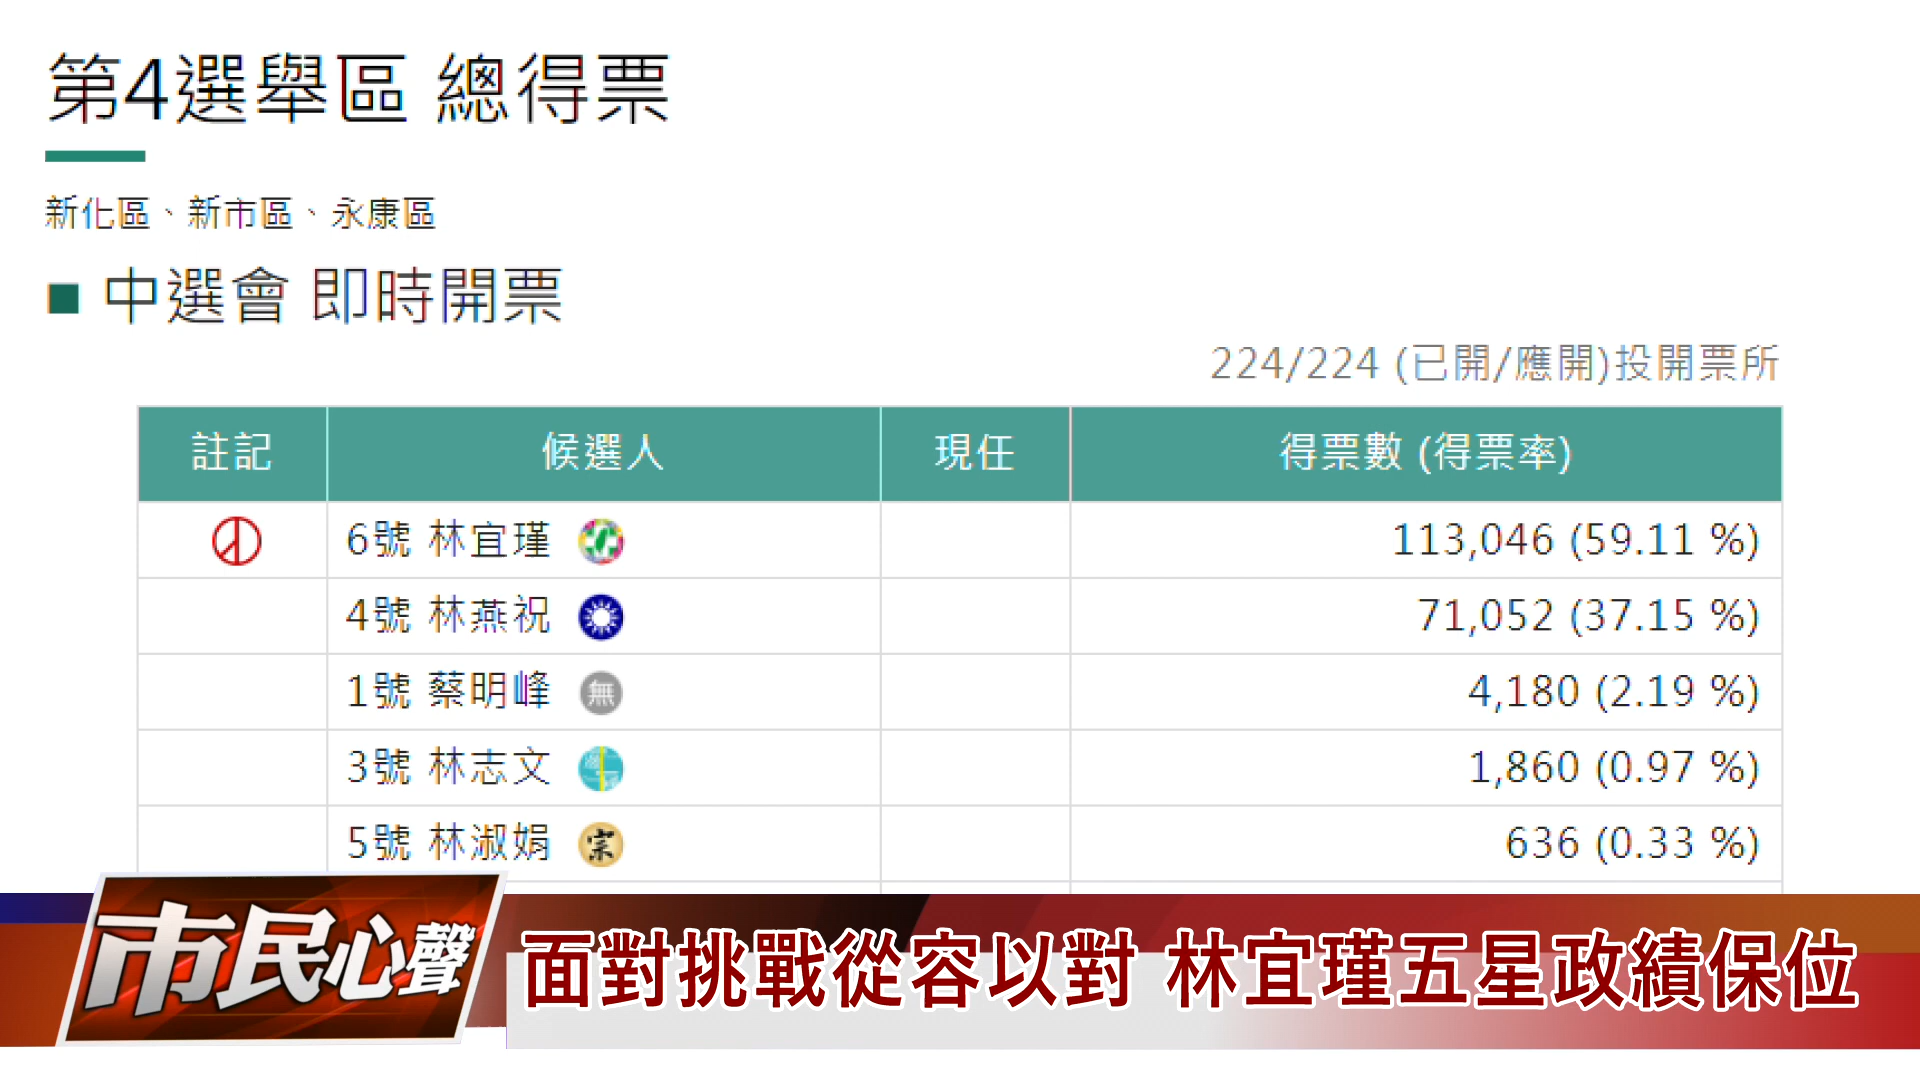 第4選舉區 總得票
新化區、新市區、永康區
■ 中選會 即時開票
224/224 (已開/應開)投開票所
註記 候選人 現任 得票數 (得票率)
6號 林宜瑾 113,046 (59.11 %)
4號 林燕祝 71,052 (37.15 %)
1號 蔡明峰 無 4,180 (2.19 %)
3號 林志文 1,860 (0.97 %)
5號 林淑娟 宗 636 (0.33 %)
市民心聲
面對挑戰從容以對 林宜瑾五星政績保位